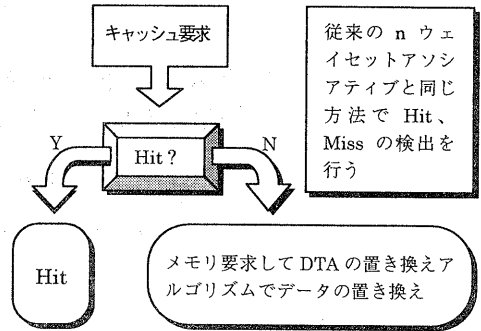 キャッシュ要求
従来の n ウェ
イセットアソシ
アティブと同じ
方法で Hit、
Miss の検出を
行う
Y
Hit？
N
Hit
メモリ要求して DTA の置き換えア
ルゴリズムでデータの置き換え